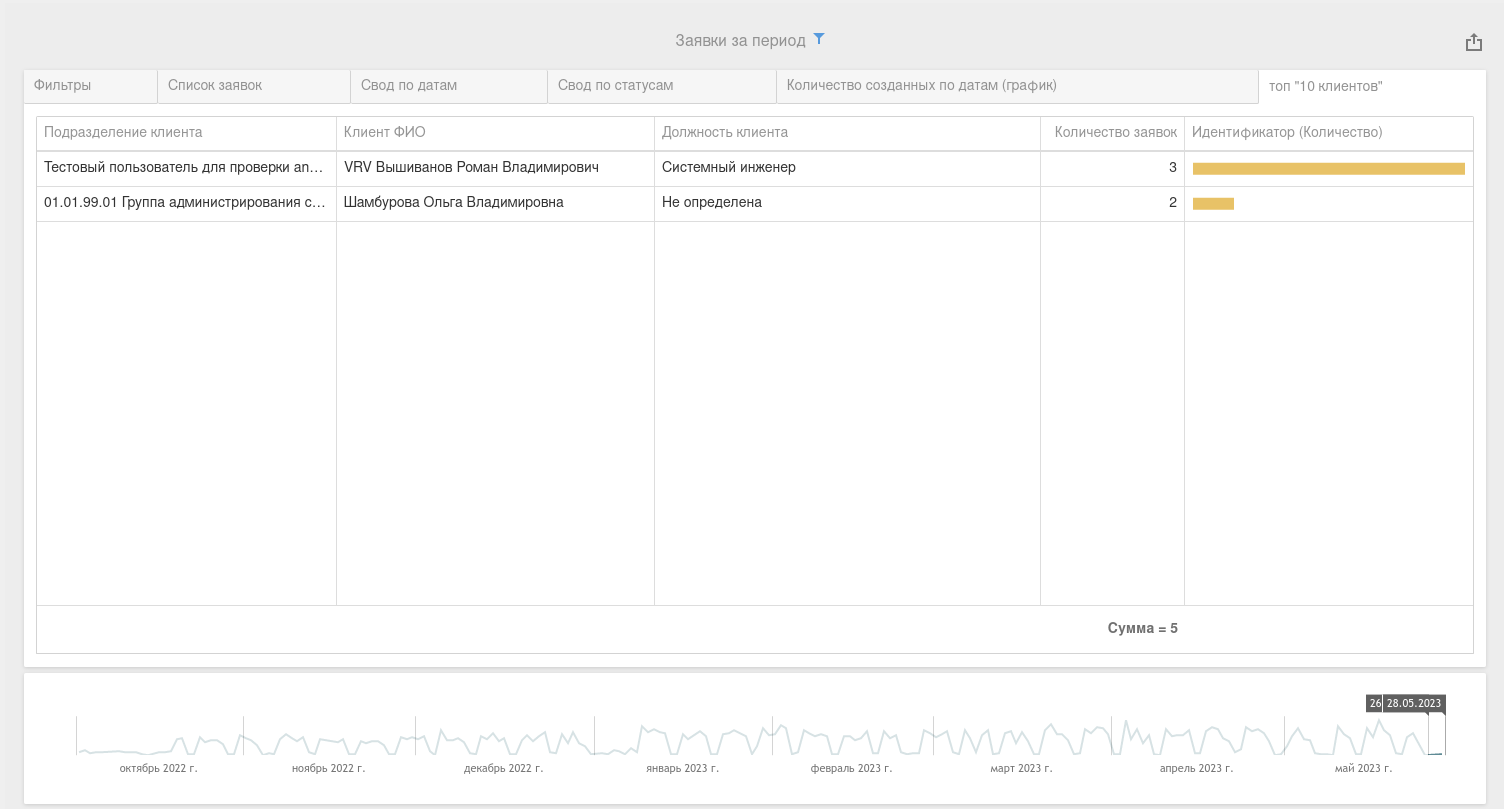 Заявки за период
Фильтры
Список заявок
Свод по датам
Свод по статусам
Количество созданных по датам (график)
топ "10 клиентов"
Подразделение клиента
Клиент ФИО
Должность клиента
Количество заявок
Идентификатор (Количество)
Тестовый пользователь для проверки an...
VRV Вышиванов Роман Владимирович
Системный инженер
3
01.01.99.01 Группа администрирования с...
Шамбурова Ольга Владимировна
Не определена
2
Сумма = 5
26
28.05.2023
октябрь 2022 г.
ноябрь 2022 г.
декабрь 2022 г.
январь 2023 г.
февраль 2023 г.
март 2023 г.
апрель 2023 г.
май 2023 г.